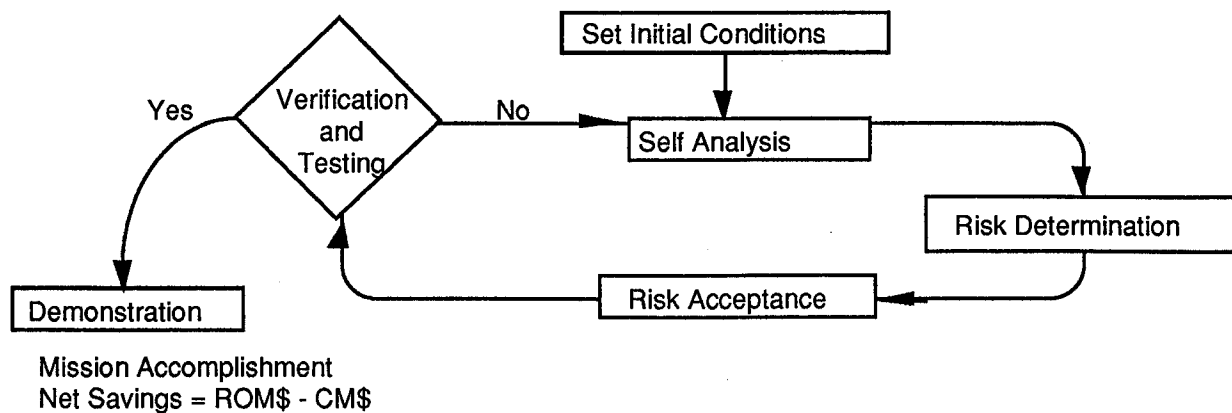 Set Initial Conditions
Yes
Verification
and
Testing
No
Self Analysis
Risk Determination
Risk Acceptance
Demonstration
Mission Accomplishment
Net Savings = ROM$ - CM$